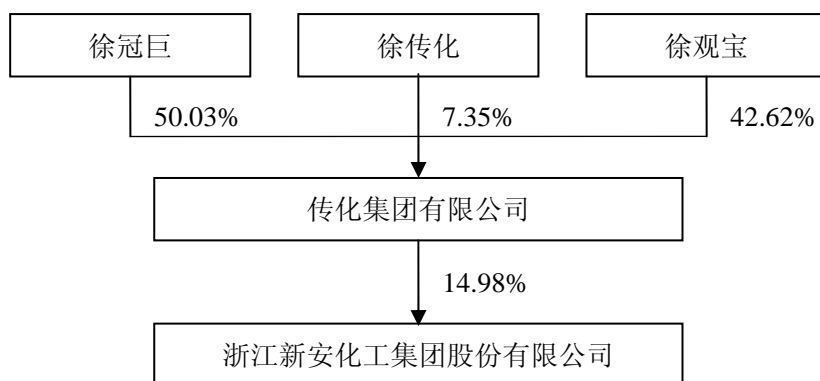 徐冠巨 徐传化 徐观宝
50.03% 7.35% 42.62%
传化集团有限公司
14.98%
浙江新安化工集团股份有限公司